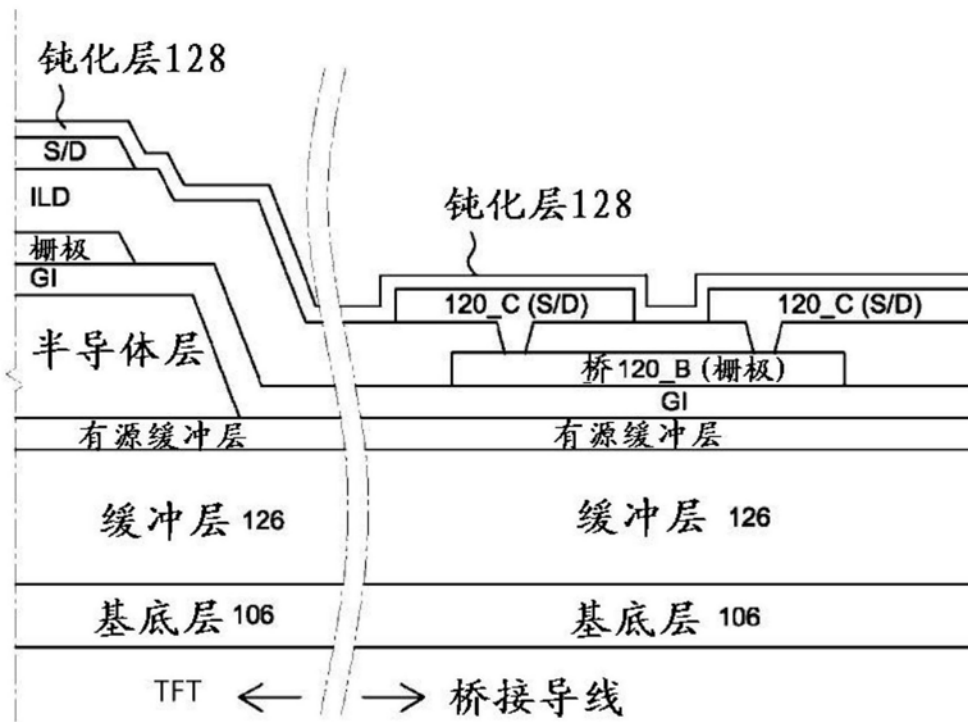 钝化层128
S/D
ILD
钝化层128
栅极
GI
120_C (S/D)
120_C (S/D)
半导体层
桥 120_B (栅极)
GI
有源缓冲层
有源缓冲层
缓冲层 126
缓冲层 126
基底层 106
基底层 106
TFT
桥接导线